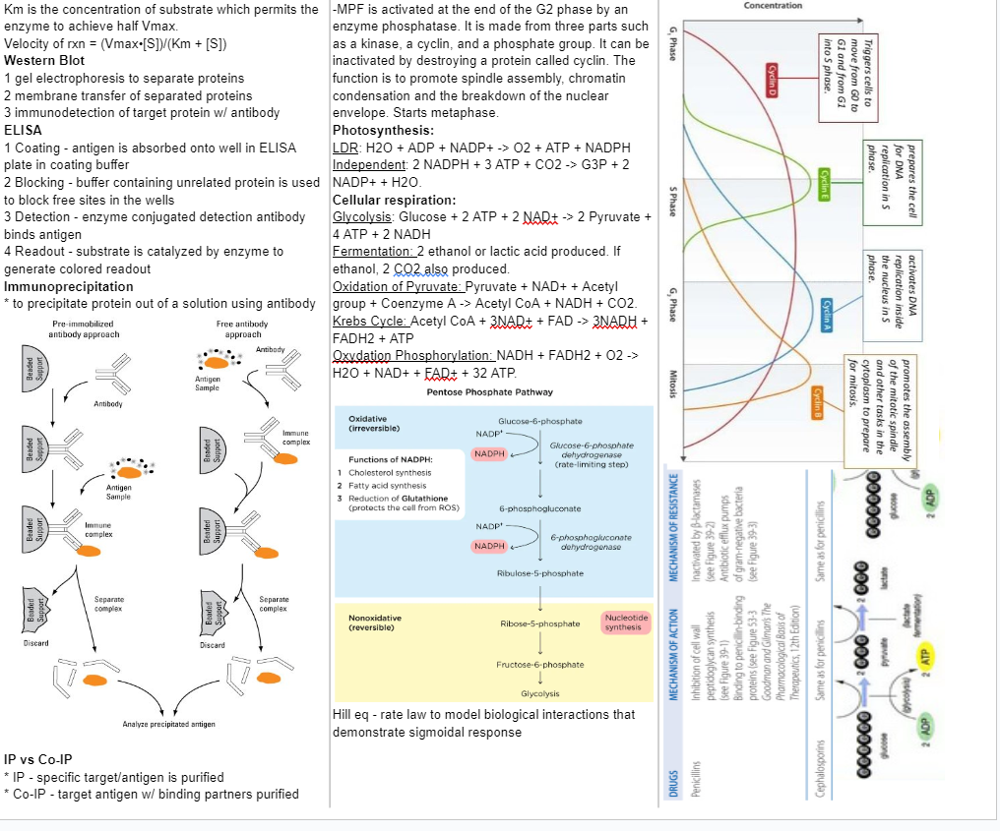 Km is the concentration of substrate which permits the
enzyme to achieve half Vmax.
Velocity of rxn = (Vmax•[S])/(Km + [S])
Western Blot
1 gel electrophoresis to separate proteins
2 membrane transfer of separated proteins
3 immunodetection of target protein w/ antibody
ELISA
1 Coating - antigen is absorbed onto well in ELISA
plate in coating buffer
2 Blocking - buffer containing unrelated protein is used
to block free sites in the wells
3 Detection - enzyme conjugated detection antibody
binds antigen
4 Readout - substrate is catalyzed by enzyme to
generate colored readout
Immunoprecipitation
* to precipitate protein out of a solution using antibody
Pre-immobilized
antibody approach
Free antibody
approach
Beaded
Support
Antibody
Antigen
Sample
Antibody
Beaded
Support
Antigen
Sample
Beaded
Support
Immune
complex
Beaded
Support
Immune
complex
Beaded
Support
Beaded
Support
Separate
complex
Discard
Beaded
Support
Separate
complex
Discard
Analyze precipitated antigen
IP vs Co-IP
* IP - specific target/antigen is purified
* Co-IP - target antigen w/ binding partners purified
-MPF is activated at the end of the G2 phase by an
enzyme phosphatase. It is made from three parts such
as a kinase, a cyclin, and a phosphate group. It can be
inactivated by destroying a protein called cyclin. The
function is to promote spindle assembly, chromatin
condensation and the breakdown of the nuclear
envelope. Starts metaphase.
Photosynthesis:
LDR: H2O + ADP + NADP+ -> O2 + ATP + NADPH
Independent: 2 NADPH + 3 ATP + CO2 -> G3P + 2
NADP+ + H2O.
Cellular respiration:
Glycolysis: Glucose + 2 ATP + 2 NAD+ -> 2 Pyruvate +
4 ATP + 2 NADH
Fermentation: 2 ethanol or lactic acid produced. If
ethanol, 2 CO2 also produced.
Oxidation of Pyruvate: Pyruvate + NAD+ + Acetyl
group + Coenzyme A -> Acetyl CoA + NADH + CO2.
Krebs Cycle: Acetyl CoA + 3NAD+ + FAD -> 3NADH +
FADH2 + ATP
Oxydation Phosphorylation: NADH + FADH2 + O2 ->
H2O + NAD+ + FAD+ + 32 ATP.
Pentose Phosphate Pathway
Oxidative
(irreversible)
Glucose-6-phosphate
NADP+
NADPH
Glucose-6-phosphate
dehydrogenase
(rate-limiting step)
Functions of NADPH:
1 Cholesterol synthesis
2 Fatty acid synthesis
3 Reduction of Glutathione
(protects the cell from ROS)
6-phosphogluconate
NADP+
NADPH
6-phosphogluconate
dehydrogenase
Ribulose-5-phosphate
Nonoxidative
(reversible)
Ribose-5-phosphate
Nucleotide
synthesis
Fructose-6-phosphate
Glycolysis
Hill eq - rate law to model biological interactions that
demonstrate sigmoidal response
Concentration
G₁ Phase
S Phase
G₂ Phase
Mitosis
Cyclin D
Triggers cells to
move from G0 to
G1 and from G1
into S phase.
Cyclin E
prepares the cell
for DNA
replication in S
phase.
Cyclin A
activates DNA
replication inside
the nucleus in S
phase.
Cyclin B
promotes the assembly
of the mitotic spindle
and other tasks in the
cytoplasm to prepare
for mitosis.
DRUGS
MECHANISM OF ACTION
MECHANISM OF RESISTANCE
Penicillins
Inhibition of cell wall
peptidoglycan synthesis
(see Figure 39-1)
Binding to penicillin-binding
proteins (see Figure 53-3
Goodman and Gilman's The
Pharmacological Basis of
Therapeutics, 12th Edition)
Inactivated by β-lactamases
(see Figure 39-2)
Antibiotic efflux pumps
of gram-negative bacteria
(see Figure 39-3)
Cephalosporins
Same as for penicillins
Same as for penicillins
glucose
2 ADP
(glycolysis)
2 ATP
2
pyruvate
(lactate
fermentation)
2
lactate
glucose
2 ADP
(gl